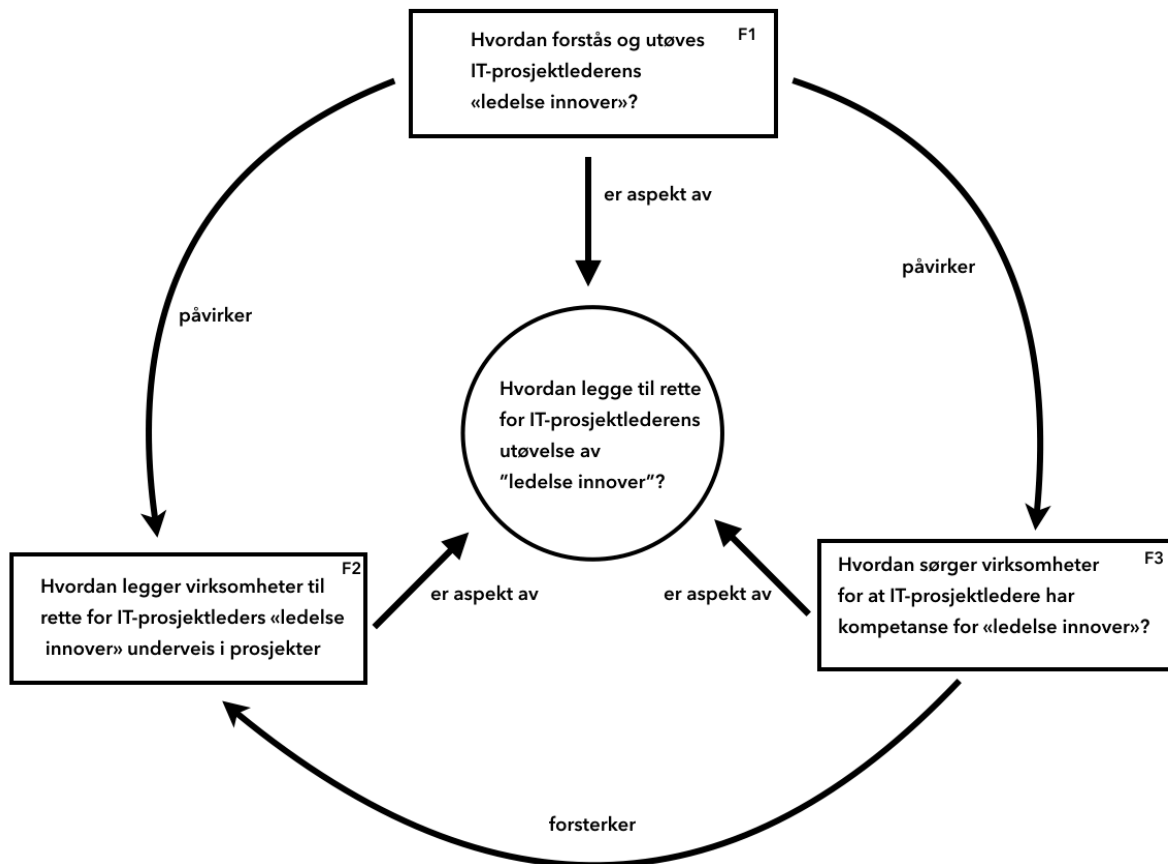 Hvordan forstås og utøves
F1
IT-prosjektlederens
«ledelse innover»?
er aspekt av
påvirker
påvirker
Hvordan legge til rette
for IT-prosjektlederens
utøvelse av
”ledelse innover”?
Hvordan legger virksomheter til
F2
rette for IT-prosjektleders «ledelse
innover» underveis i prosjekter
er aspekt av
er aspekt av
Hvordan sørger virksomheter
F3
for at IT-prosjektledere har
kompetanse for «ledelse innover»?
forsterker